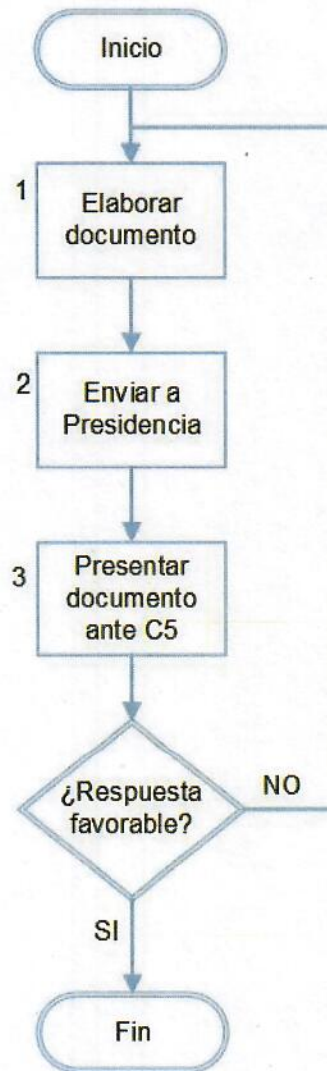 Inicio
1
Elaborar
documento
2
Enviar a
Presidencia
3
Presentar
documento
ante C5
¿Respuesta
favorable?
NO
SI
Fin